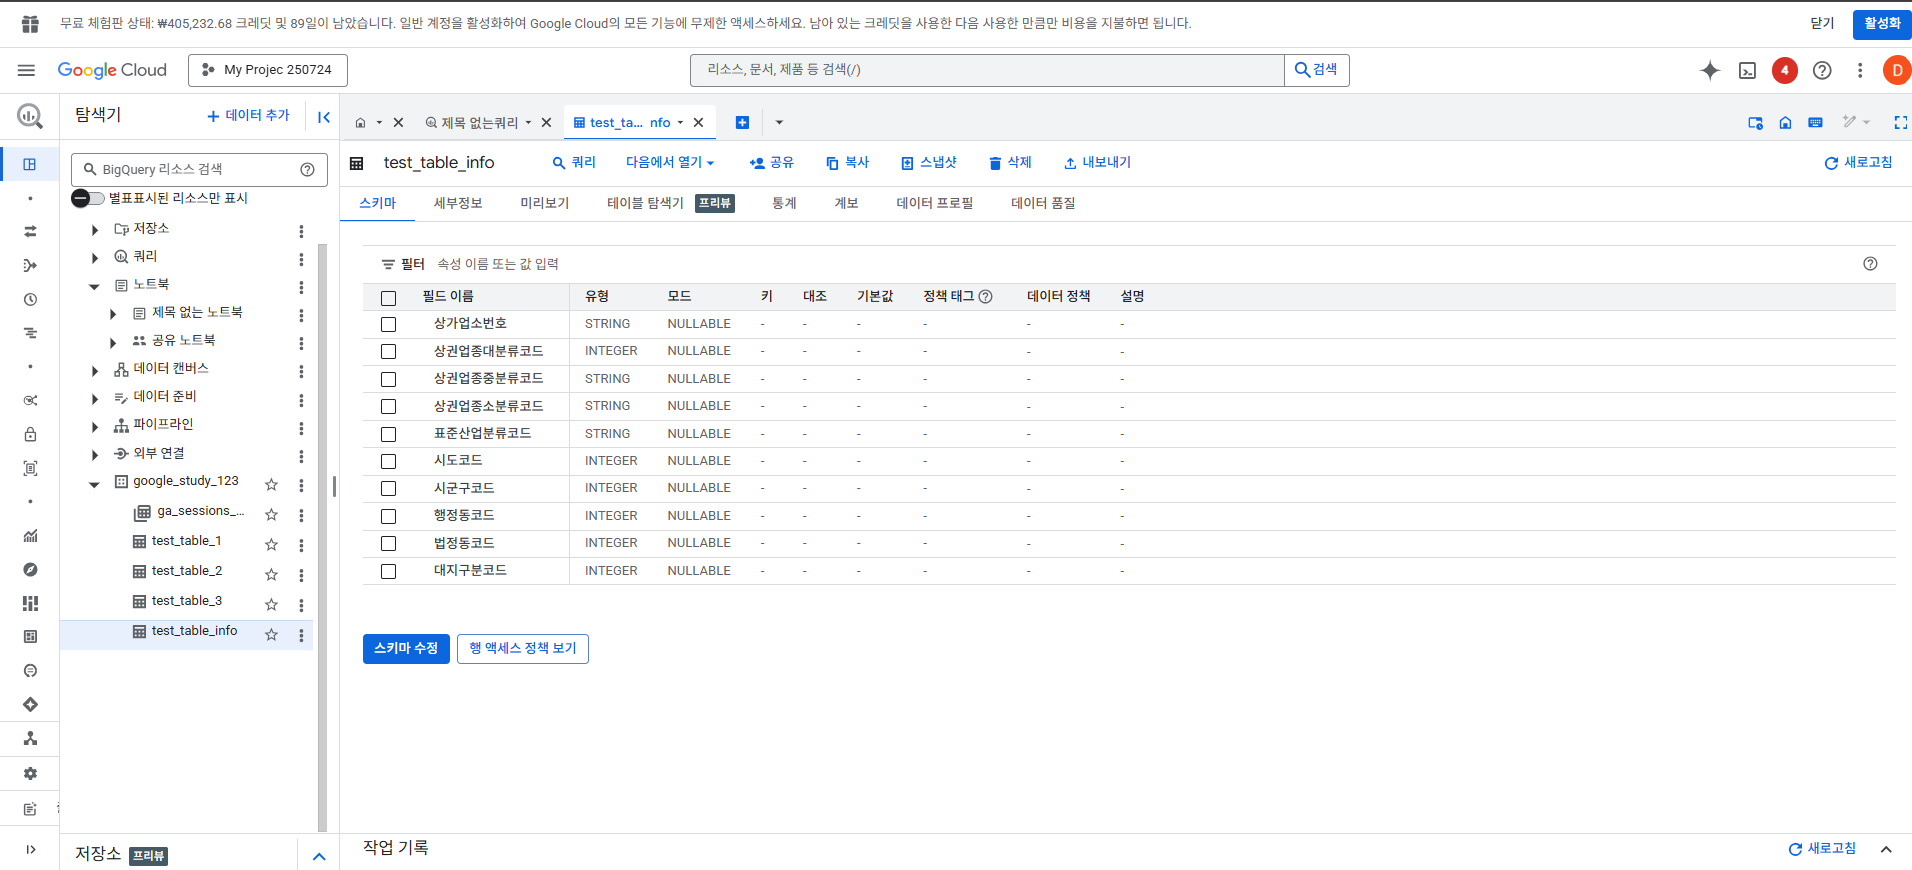 무료 체험판 상태: ₩405,232.68 크레딧 및 89일이 남았습니다. 일반 계정을 활성화하여 Google Cloud의 모든 기능에 무제한 액세스하세요. 남아 있는 크레딧을 사용한 다음 사용한 만큼만 비용을 지불하면 됩니다.
닫기
활성화
Google Cloud
My Projec 250724
리소스, 문서, 제품 등 검색(/)
검색
4
D
탐색기
데이터 추가
제목 없는쿼리
test_ta... nfo
BigQuery 리소스 검색
별표표시된 리소스만 표시
test_table_info
쿼리
다음에서 열기
공유
복사
스냅샷
삭제
내보내기
새로고침
스키마
세부정보
미리보기
테이블 탐색기 프리뷰
통계
계보
데이터 프로필
데이터 품질
저장소
쿼리
노트북
제목 없는 노트북
공유 노트북
데이터 캔버스
데이터 준비
파이프라인
외부 연결
google_study_123
ga_sessions_...
test_table_1
test_table_2
test_table_3
test_table_info
필터 속성 이름 또는 값 입력
필드 이름 유형 모드 키 대조 기본값 정책 태그 데이터 정책 설명
상가업소번호 STRING NULLABLE - - - - - -
상권업종대분류코드 INTEGER NULLABLE - - - - - -
상권업종중분류코드 STRING NULLABLE - - - - - -
상권업종소분류코드 STRING NULLABLE - - - - - -
표준산업분류코드 STRING NULLABLE - - - - - -
시도코드 INTEGER NULLABLE - - - - - -
시군구코드 INTEGER NULLABLE - - - - - -
행정동코드 INTEGER NULLABLE - - - - - -
법정동코드 INTEGER NULLABLE - - - - - -
대지구분코드 INTEGER NULLABLE - - - - - -
스키마 수정
행 액세스 정책 보기
저장소 프리뷰
작업 기록
새로고침